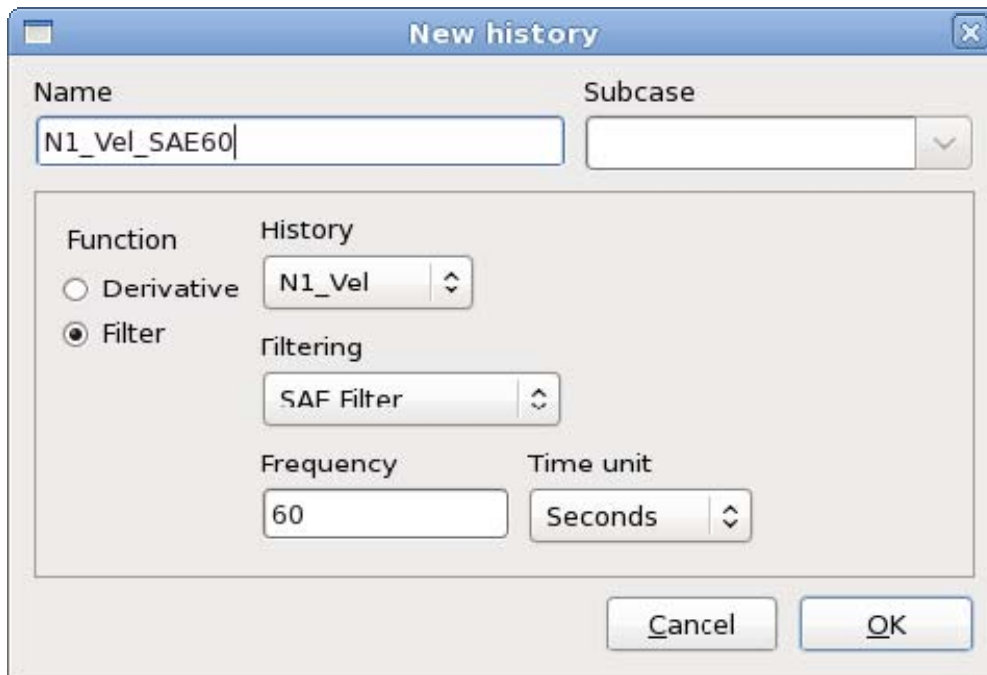 New history
Name
Subcase
N1_Vel_SAE60
Function
History
Derivative
N1_Vel
Filter
Filtering
SAE Filter
Frequency
Time unit
60
Seconds
Cancel
OK